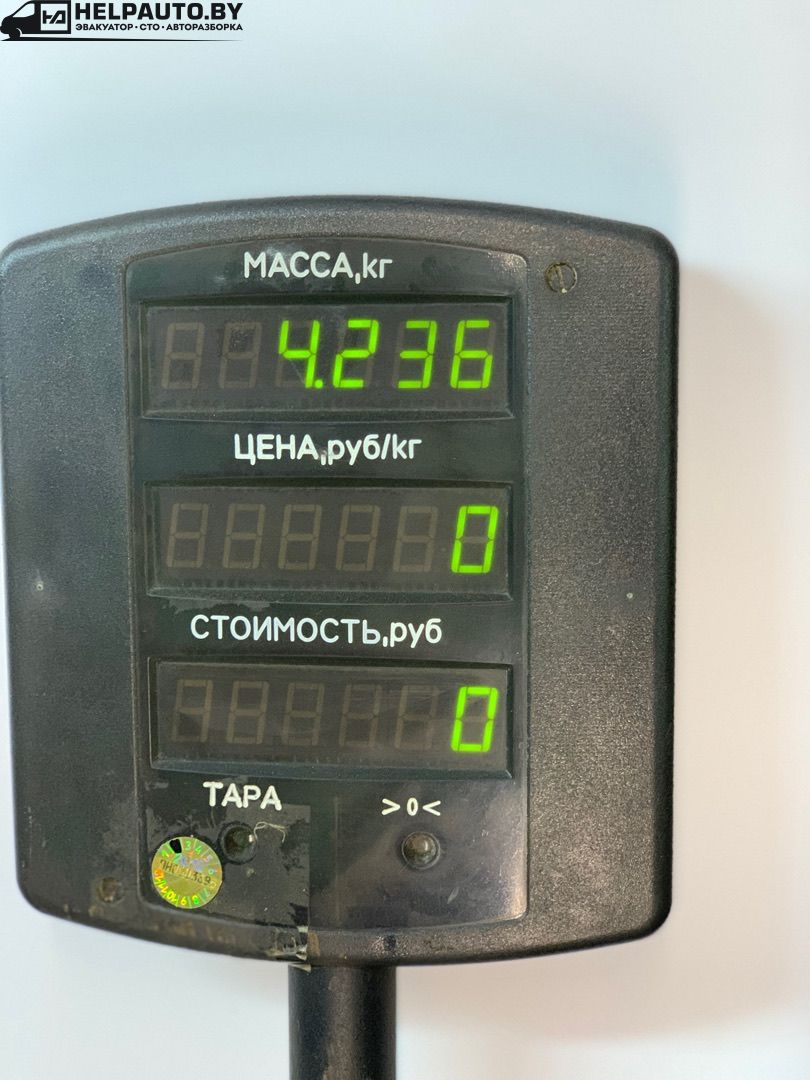 HELPAUTO.BY
ЭВАКУАТОР • СТО • АВТОРАЗБОРКА
МАССА,кг
4.236
ЦЕНА,руб/кг
0
СТОИМОСТЬ,руб
0
ТАРА
>0<